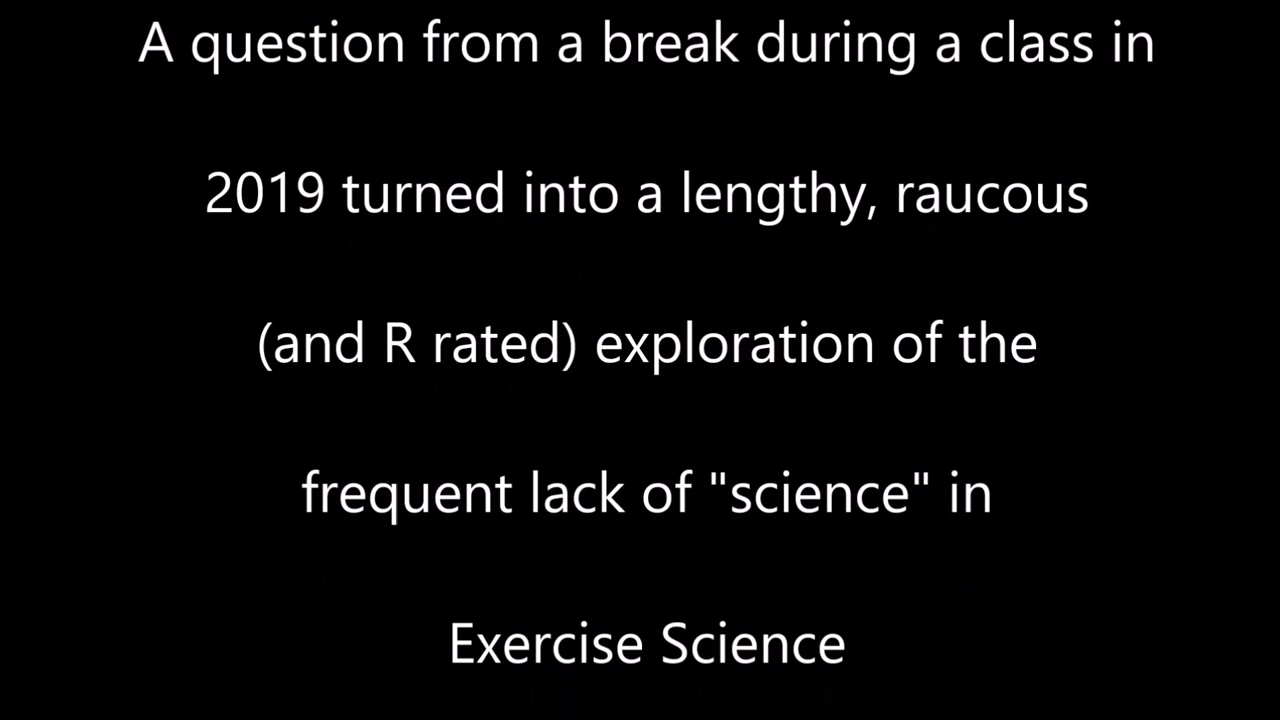 A question from a break during a class in
2019 turned into a lengthy, raucous
(and R rated) exploration of the
frequent lack of "science" in
Exercise Science